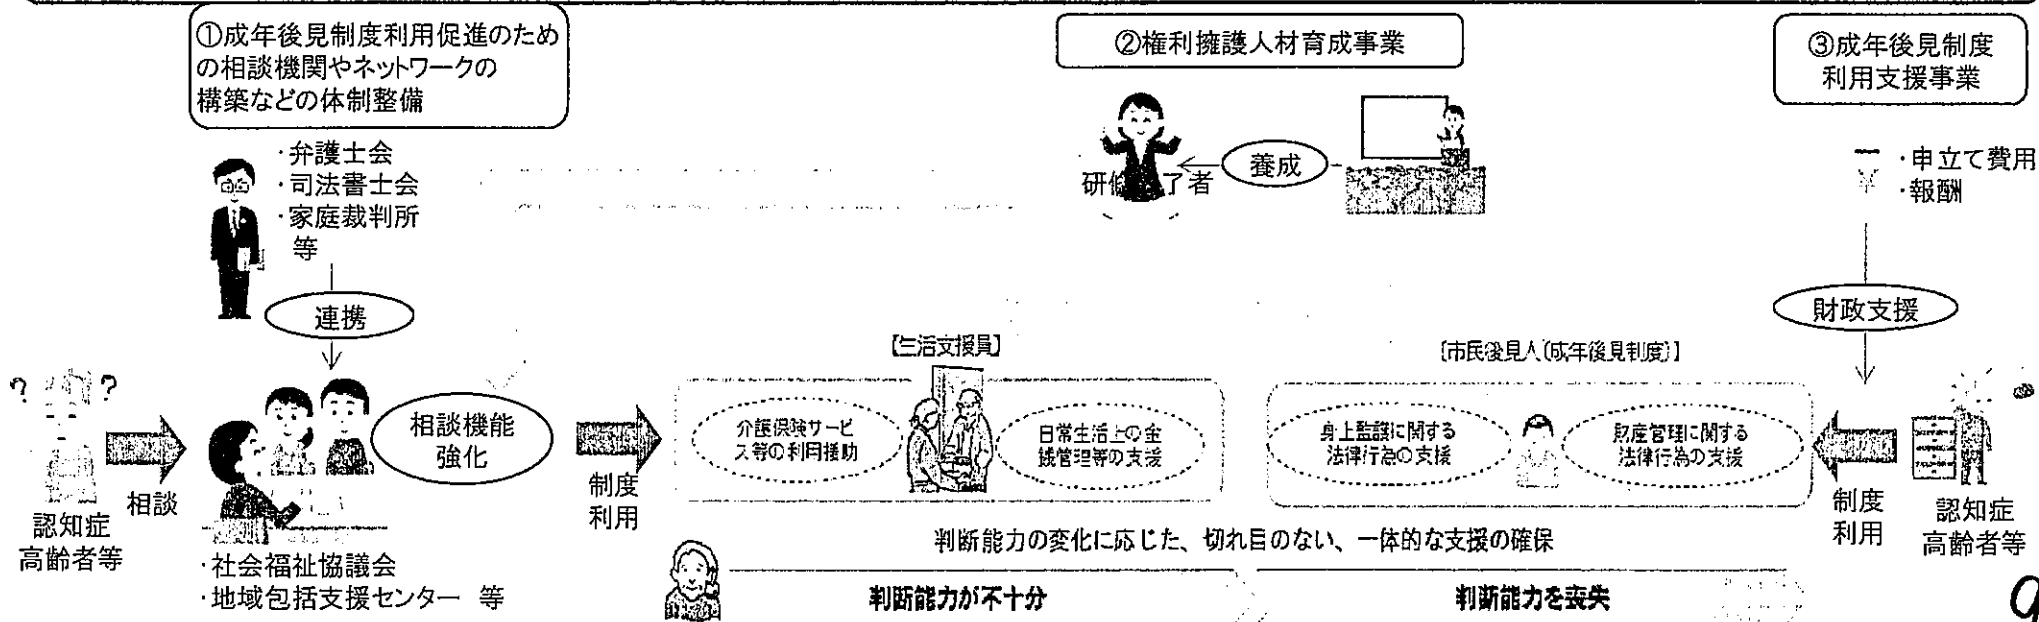 ①成年後見制度利用促進のため
の相談機関やネットワークの
構築などの体制整備
・弁護士会
・司法書士会
・家庭裁判所
等
連携
?
?
認知症
高齢者等
相談
相談機能
強化
・社会福祉協議会
・地域包括支援センター 等
②権利擁護人材育成事業
養成
制度
利用
【生活支援員】
介護保険サービ
ス等の利用援助
日常生活上の金
銭管理等の支援
【市民後見人(成年後見制度)】
身上監護に関する
法律行為の支援
財産管理に関する
法律行為の支援
判断能力の変化に応じた、切れ目のない、一体的な支援の確保
判断能力が不十分
判断能力を喪失
③成年後見制度
利用支援事業
¥
・申立て費用
・報酬
財政支援
制度
利用
認知症
高齢者等
9